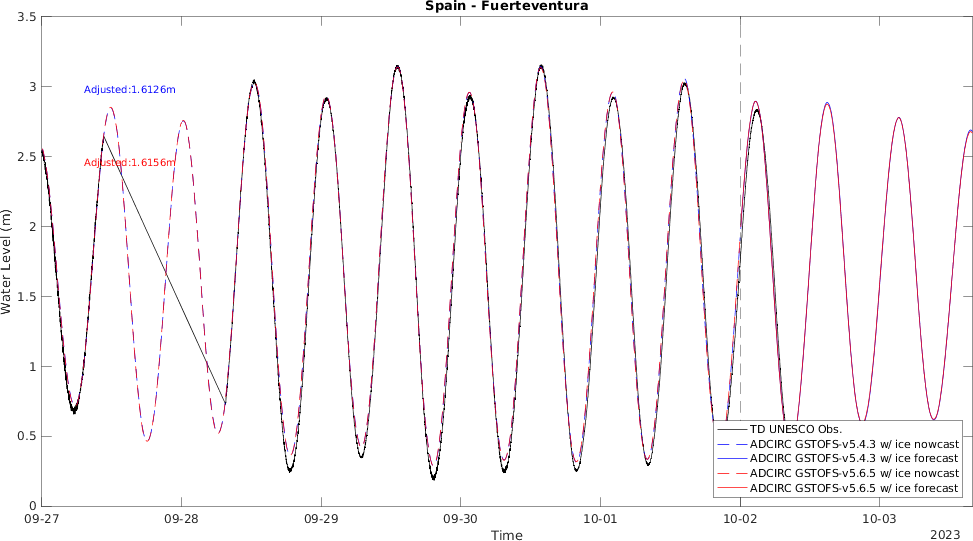 Spain - Fuerteventura
3.5
3
2.5
2
1.5
1
0.5
0
Water Level (m)
Adjusted:1.6126m
Adjusted:1.6156m
TD UNESCO Obs.
ADCIRC GSTOFS-v5.4.3 w/ ice nowcast
ADCIRC GSTOFS-v5.4.3 w/ ice forecast
ADCIRC GSTOFS-v5.6.5 w/ ice nowcast
ADCIRC GSTOFS-v5.6.5 w/ ice forecast
09-27 09-28 09-29 09-30 10-01 10-02 10-03
Time
2023